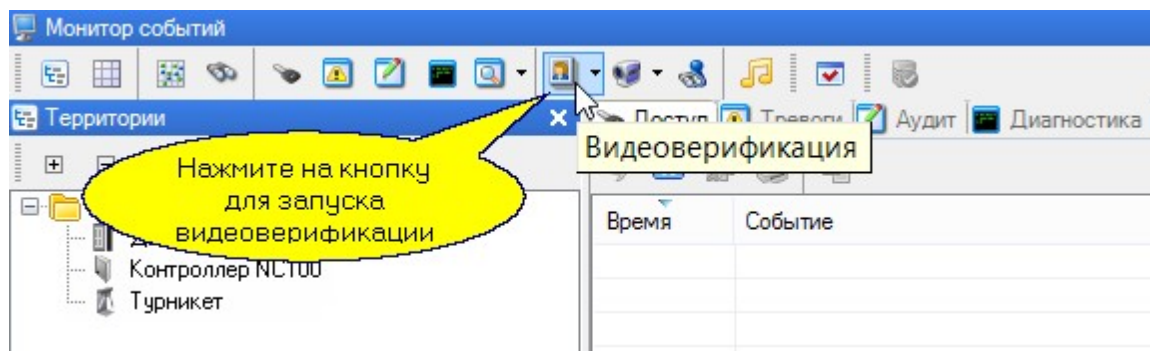 Монитор событий
Территории
Доступ Тревоги Аудит Диагностика
Видеоверификация
Нажмите на кнопку
для запуска
видеоверификации
Время Событие
Контроллер NC100
Турникет